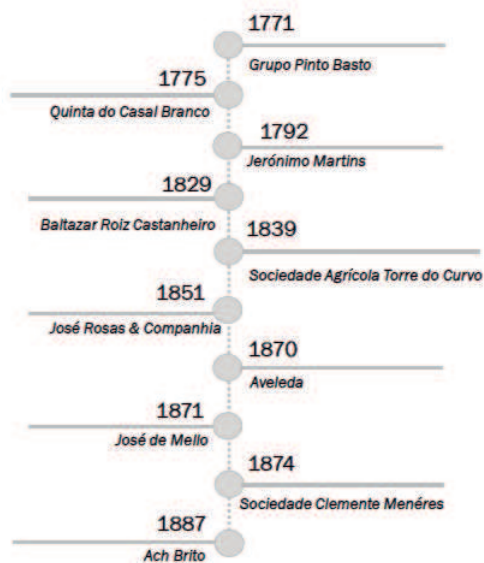 1771
Grupo Pinto Basto
1775
Quinta do Casal Branco
1792
Jerónimo Martins
1829
Baltazar Roiz Castanheiro
1839
Sociedade Agrícola Torre do Curvo
1851
José Rosas & Companhia
1870
Aveleda
1871
José de Mello
1874
Sociedade Clemente Menéres
1887
Ach Brito